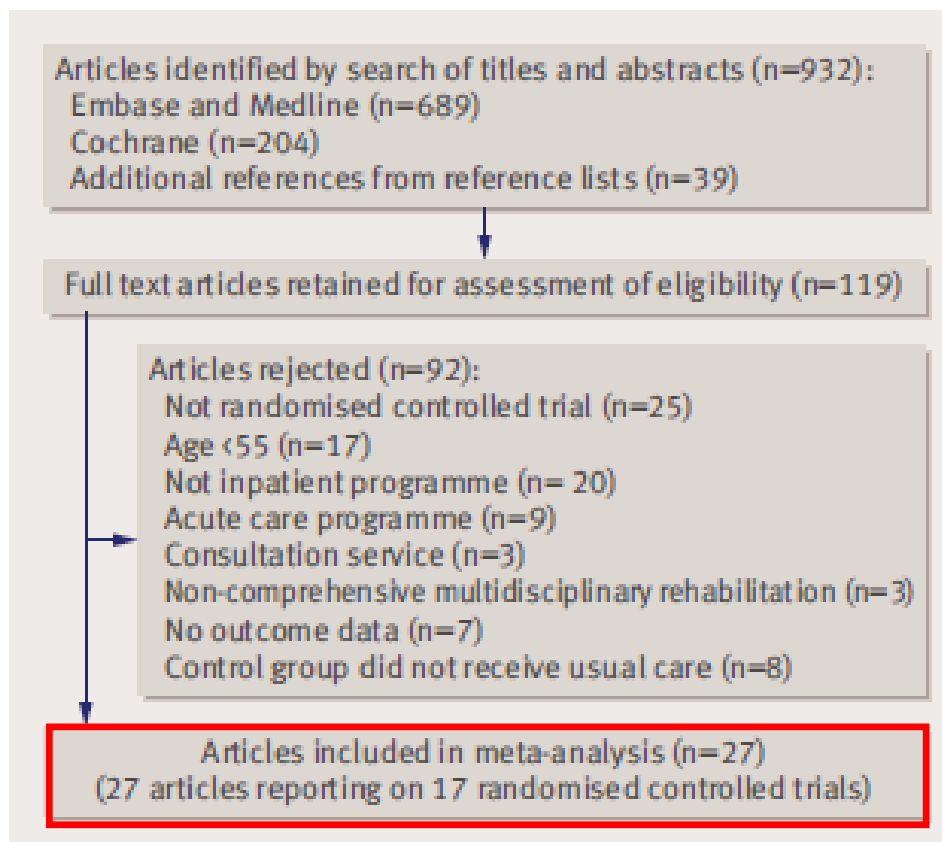 Articles identified by search of titles and abstracts (n=932):
Embase and Medline (n=689)
Cochrane (n=204)
Additional references from reference lists (n=39)
Full text articles retained for assessment of eligibility (n=119)
Articles rejected (n=92):
Not randomised controlled trial (n=25)
Age <55 (n=17)
Not inpatient programme (n= 20)
Acute care programme (n=9)
Consultation service (n=3)
Non-comprehensive multidisciplinary rehabilitation (n=3)
No outcome data (n=7)
Control group did not receive usual care (n=8)
Articles included in meta-analysis (n=27)
(27 articles reporting on 17 randomised controlled trials)